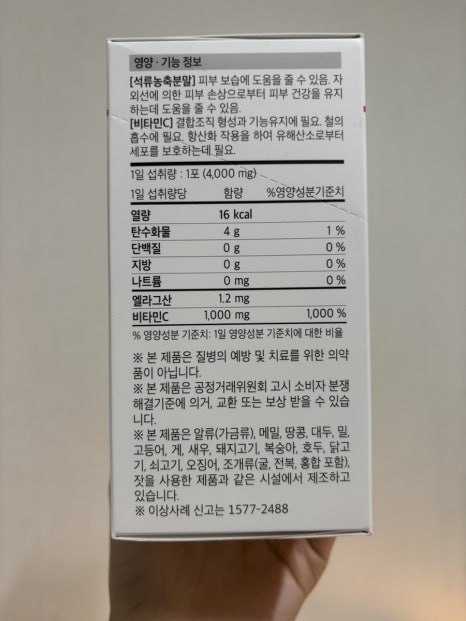 영양 · 기능 정보
[석류농축분말] 피부 보습에 도움을 줄 수 있음. 자
외선에 의한 피부 손상으로부터 피부 건강을 유지
하는데 도움을 줄 수 있음.
[비타민C] 결합조직 형성과 기능유지에 필요. 철의
흡수에 필요. 항산화 작용을 하여 유해산소로부터
세포를 보호하는데 필요.
1일 섭취량 : 1포 (4,000 mg)
1일 섭취량당 함량 %영양성분기준치
열량 16 kcal
탄수화물 4 g 1 %
단백질 0 g 0 %
지방 0 g 0 %
나트륨 0 mg 0 %
엘라그산 1.2 mg
비타민C 1,000 mg 1,000 %
% 영양성분 기준치: 1일 영양성분 기준치에 대한 비율
※ 본 제품은 질병의 예방 및 치료를 위한 의약
품이 아닙니다.
※ 본 제품은 공정거래위원회 고시 소비자 분쟁
해결기준에 의거, 교환 또는 보상 받을 수 있습
니다.
※ 본 제품은 알류(가금류), 메밀, 땅콩, 대두, 밀,
고등어, 게, 새우, 돼지고기, 복숭아, 호두, 닭고
기, 쇠고기, 오징어, 조개류(굴, 전복, 홍합 포함),
잣을 사용한 제품과 같은 시설에서 제조하고
있습니다.
※ 이상사례 신고는 1577-2488